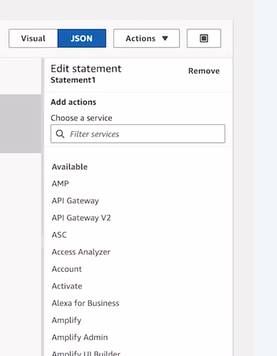 Visual JSON Actions ▼
Edit statement
Remove
Statement1
Add actions
Choose a service
Filter services
Available
AMP
API Gateway
API Gateway V2
ASC
Access Analyzer
Account
Activate
Alexa for Business
Amplify
Amplify Admin
Amplify UI Builder